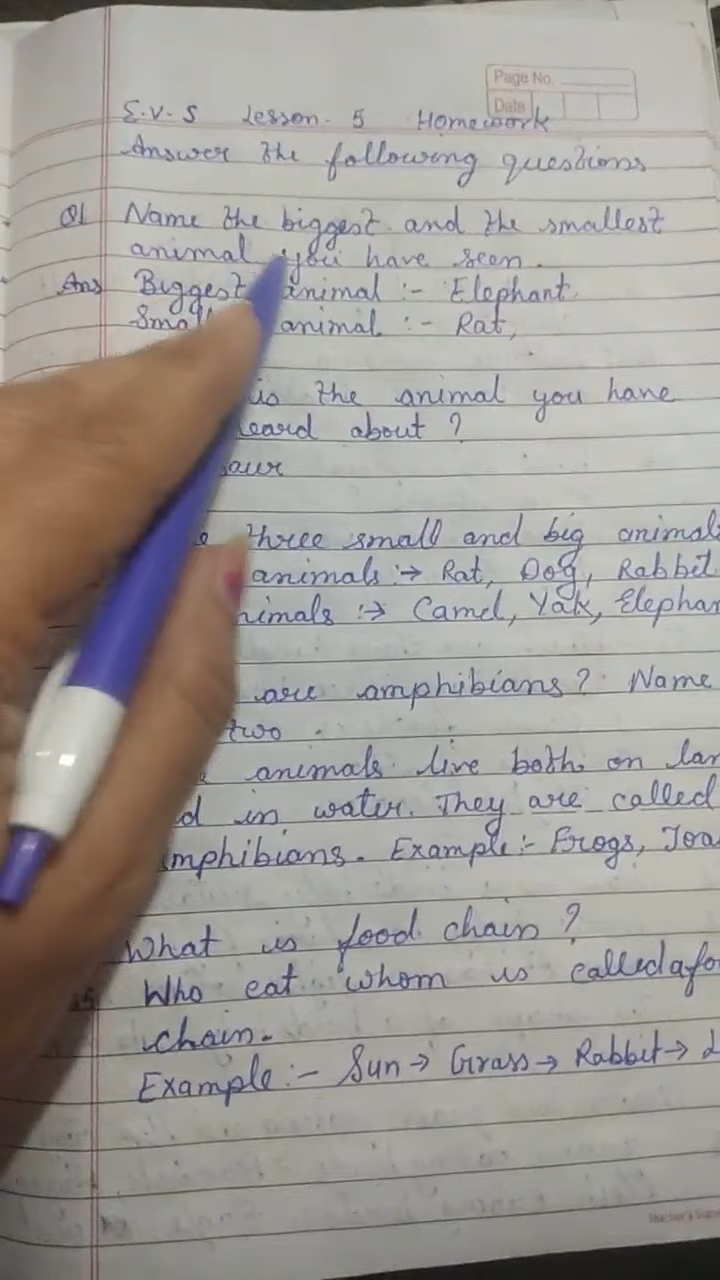 Page No.
Date
E.V.S Lesson. 5 Homework
Answer the following questions
Q1 Name the biggest and the smallest
animal you have seen.
Ans Biggest animal :- Elephant.
animal :- Rat,
is the animal you have
about ?
three small and big animal
animals :→ Rat, Dog, Rabbit
:→ Camel, Yak,
are amphibians? Name
two
animals live both on
in water. They are called
Example:- Frogs,
What is food chain ?
Who eat whom is called a
chain.
Example:- Sun → Grass → Rabbit →